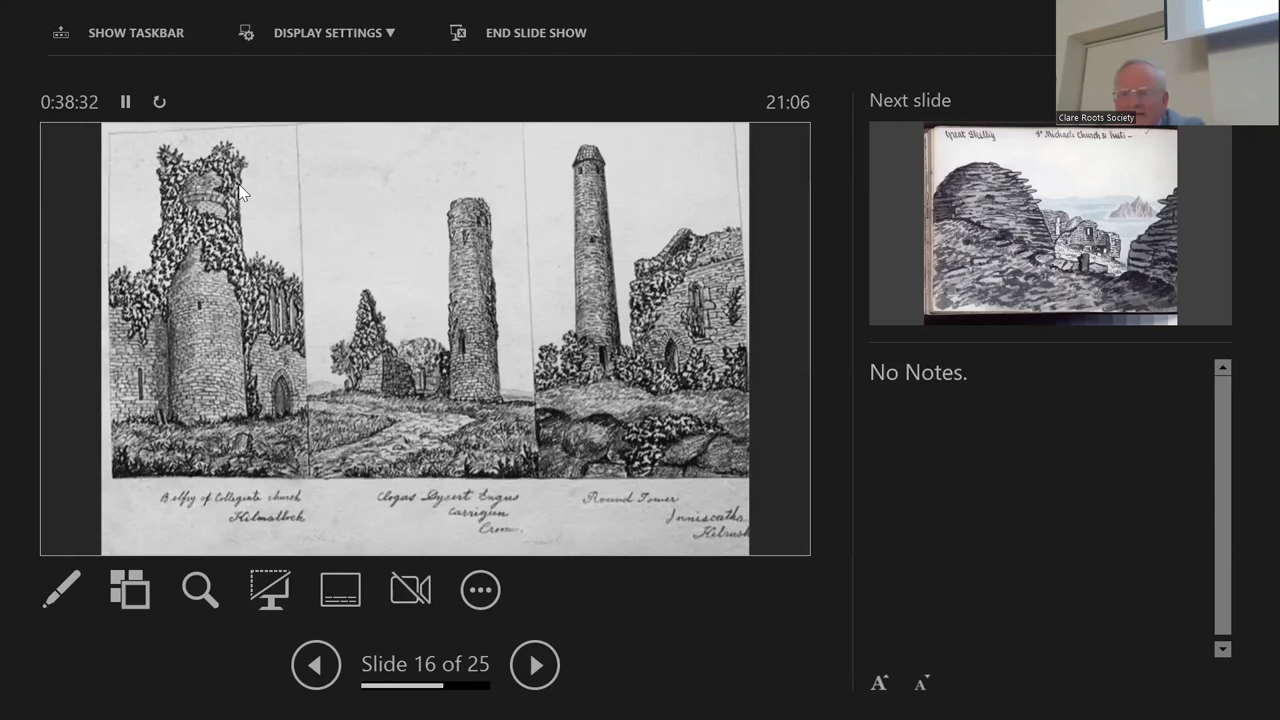 SHOW TASKBAR
DISPLAY SETTINGS ▼
END SLIDE SHOW
0:38:32
21:06
Next slide
Clare Roots Society
Great Skellig
St Michael's Church & huts -
Belfry of Collegiate church
Kilmallock
Clogas Dysert Engus
Carrigeen
Croom.
Round Tower
Inniscatha
Kilrush
No Notes.
Slide 16 of 25
A
A